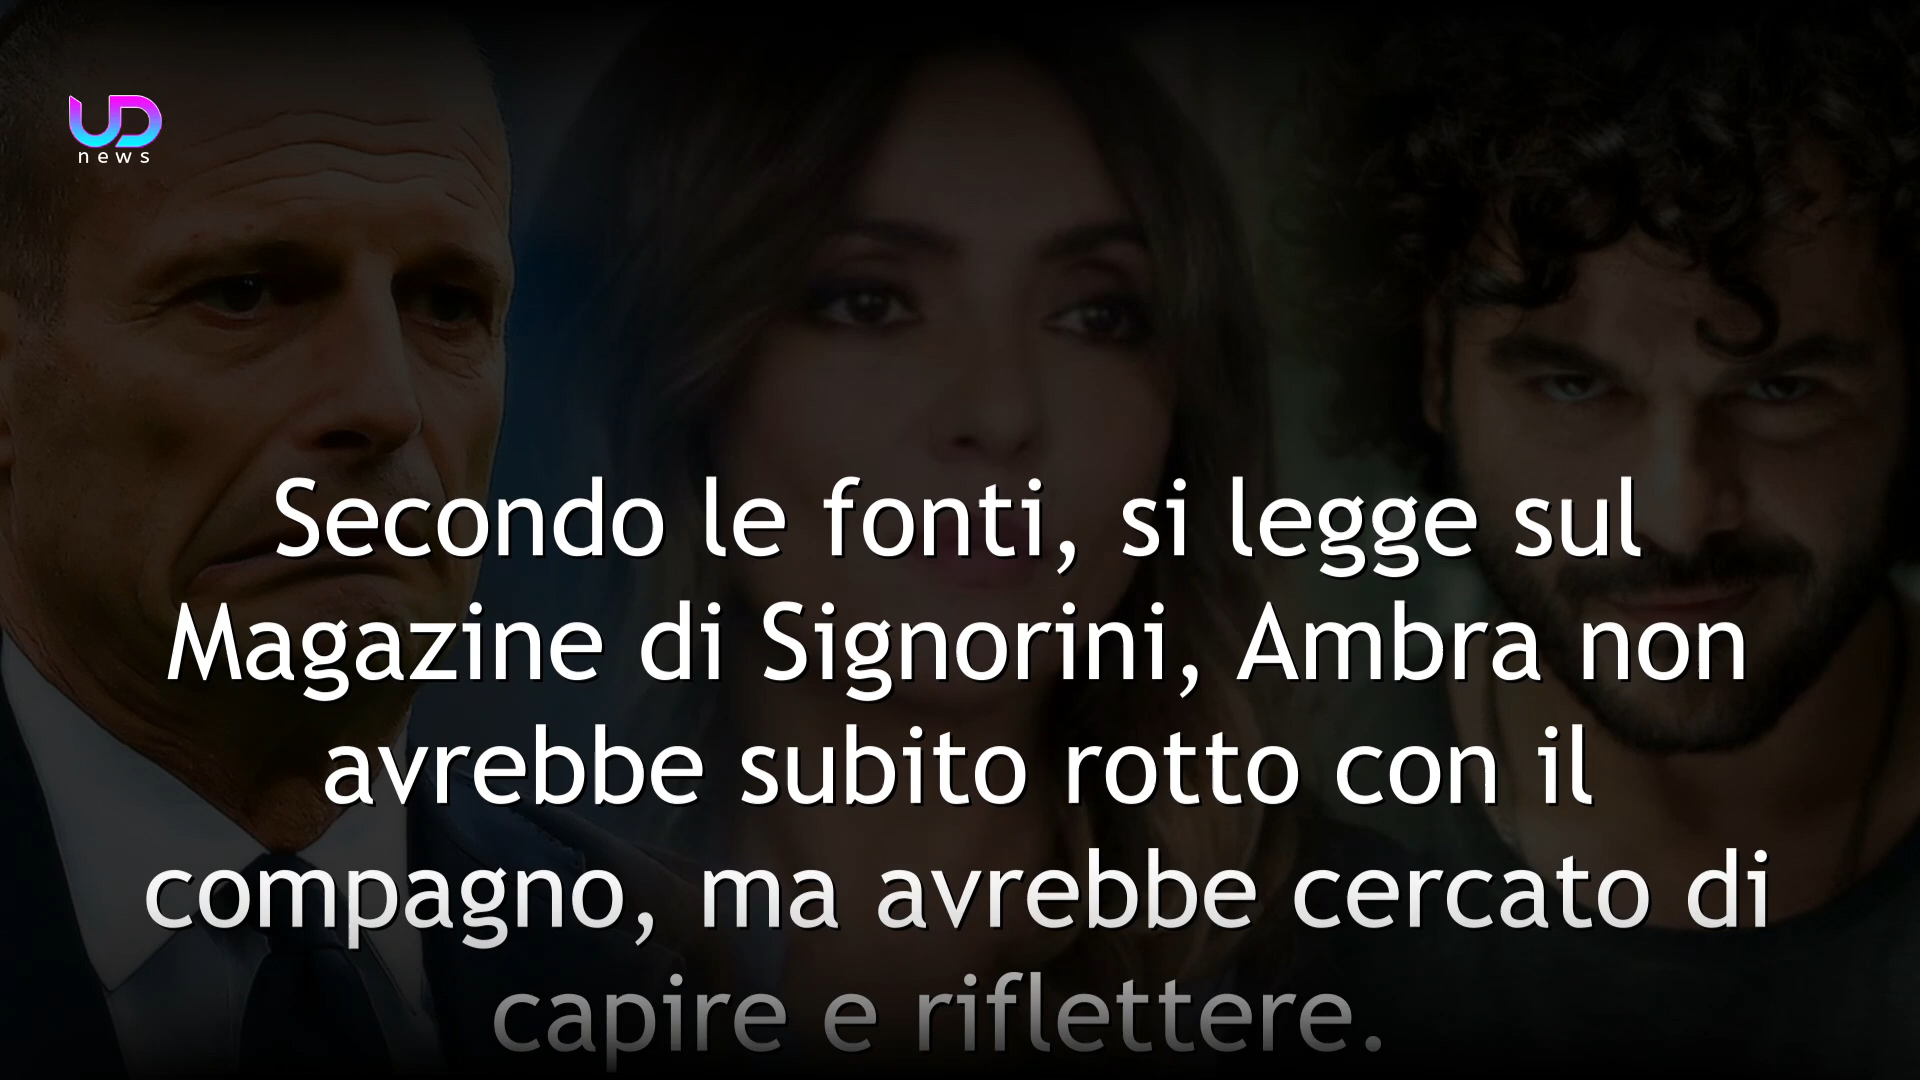 UD
news
Secondo le fonti, si legge sul
Magazine di Signorini, Ambra non
avrebbe subito rotto con il
compagno, ma avrebbe cercato di
capire e riflettere.